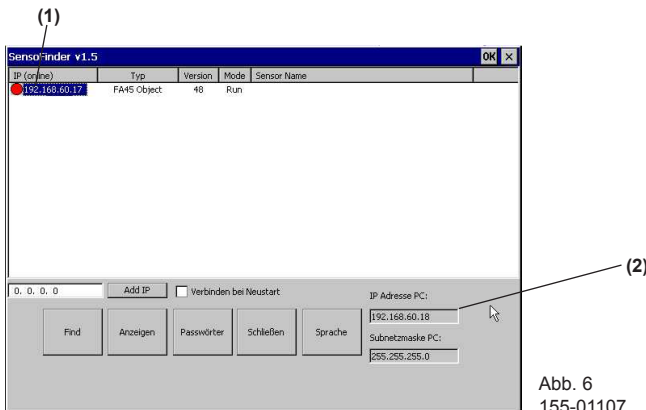 (1)
SensoFinder v1.5 OK ×
IP (online) Typ Version Mode Sensor Name
192.168.60.17 FA45 Object 48 Run
0. 0. 0. 0 Add IP Verbinden bei Neustart
IP Adresse PC:
(2)
192.168.60.18
Find Anzeigen Passwörter Schließen Sprache
Subnetzmaske PC:
255.255.255.0
Abb. 6
155-01107